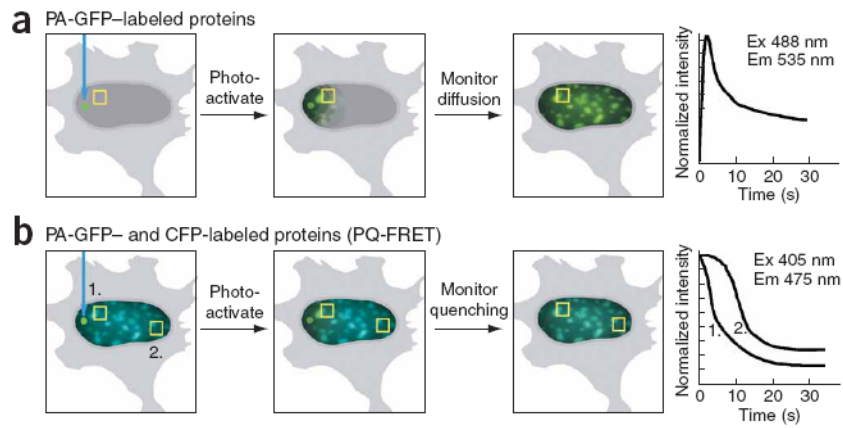 a PA-GFP–labeled proteins
Photo-
activate
Monitor
diffusion
Normalized intensity
Ex 488 nm
Em 535 nm
0 10 20 30
Time (s)
b PA-GFP– and CFP-labeled proteins (PQ-FRET)
1.
2.
Photo-
activate
Monitor
quenching
Normalized intensity
Ex 405 nm
Em 475 nm
1. 2.
0 10 20 30
Time (s)